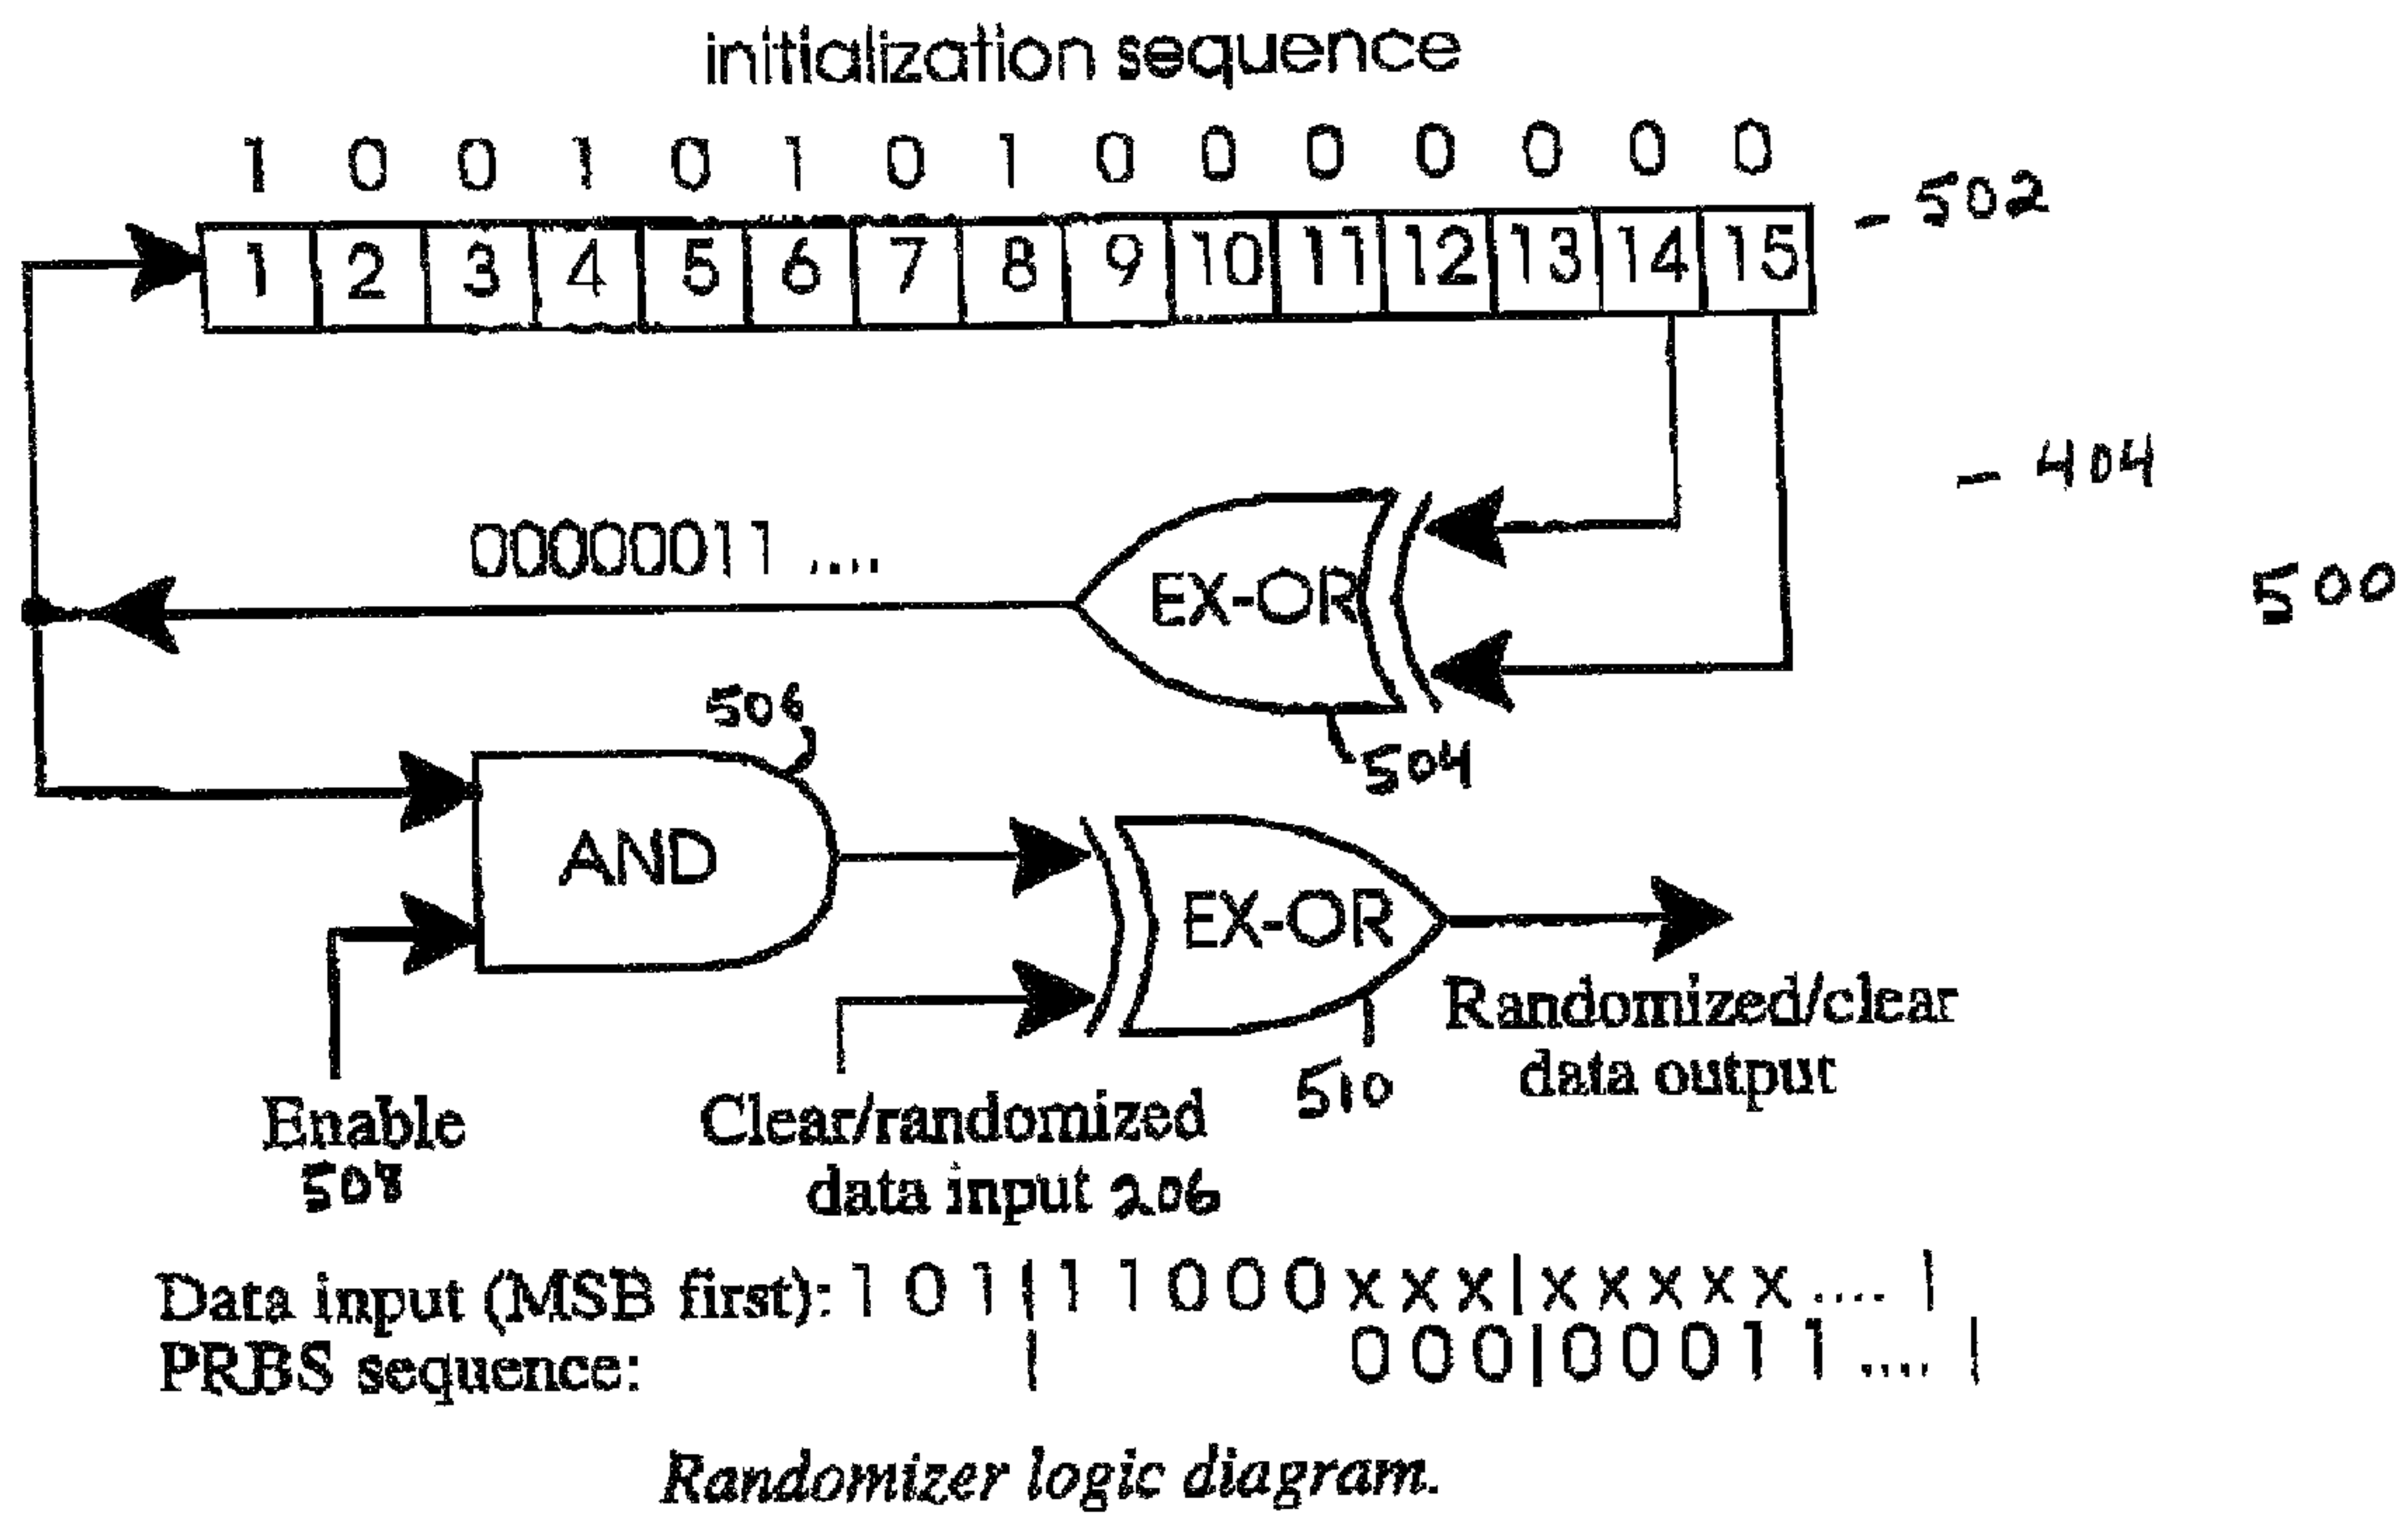 initialization sequence
1 0 0 1 0 1 0 1 0 0 0 0 0 0 0
1 2 3 4 5 6 7 8 9 10 11 12 13 14 15
- 502
- 404
00000011 ....
EX-OR
500
506
504
AND
EX-OR
Randomized/clear
data output
510
Enable
508
Clear/randomized
data input 206
Data input (MSB first): 1 0 1 | 1 1 0 0 0 x x x | x x x x x .... |
PRBS sequence: | 0 0 0 | 0 0 0 1 1 .... |
Randomizer logic diagram.